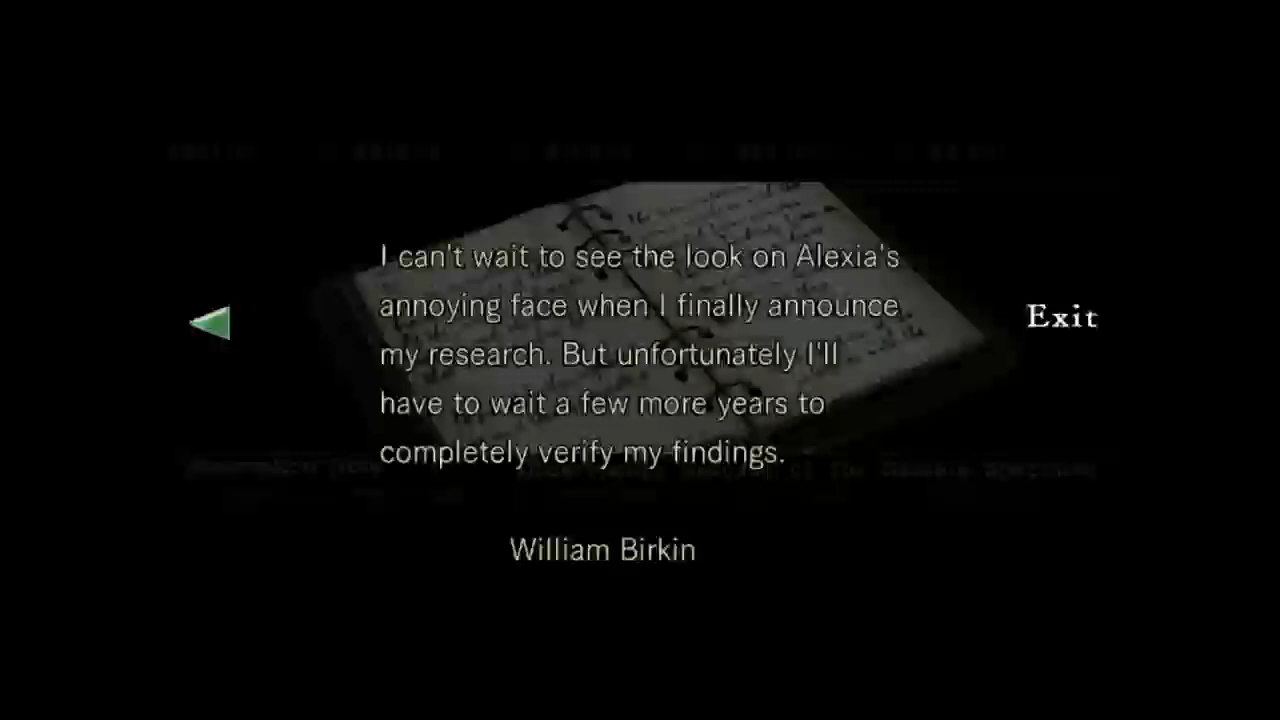 I can't wait to see the look on Alexia's
annoying face when I finally announce
Exit
my research. But unfortunately I'll
have to wait a few more years to
completely verify my findings.
William Birkin